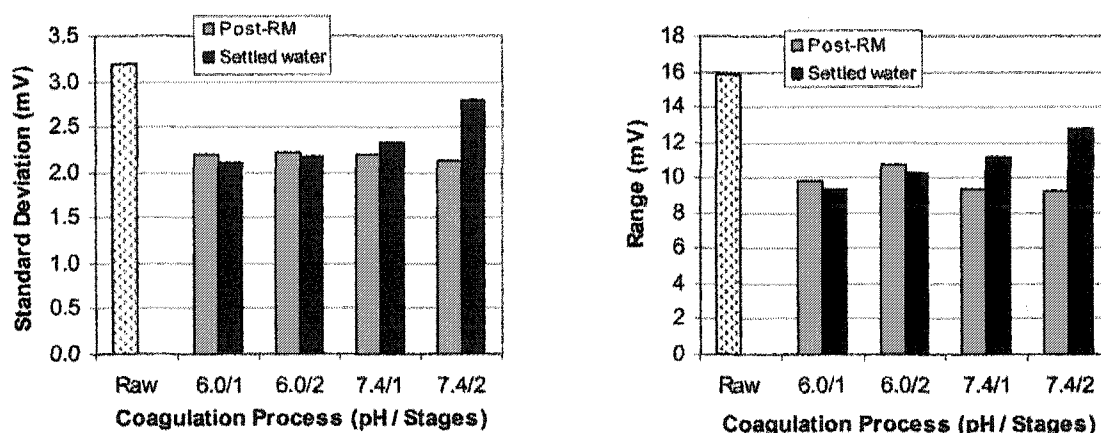 Post-RM
Settled water
3.5
3.0
2.5
2.0
1.5
1.0
0.5
0.0
Standard Deviation (mV)
Raw 6.0/1 6.0/2 7.4/1 7.4/2
Coagulation Process (pH / Stages)
Post-RM
Settled water
18
16
14
12
10
8
6
4
2
0
Range (mV)
Raw 6.0/1 6.0/2 7.4/1 7.4/2
Coagulation Process (pH / Stages)